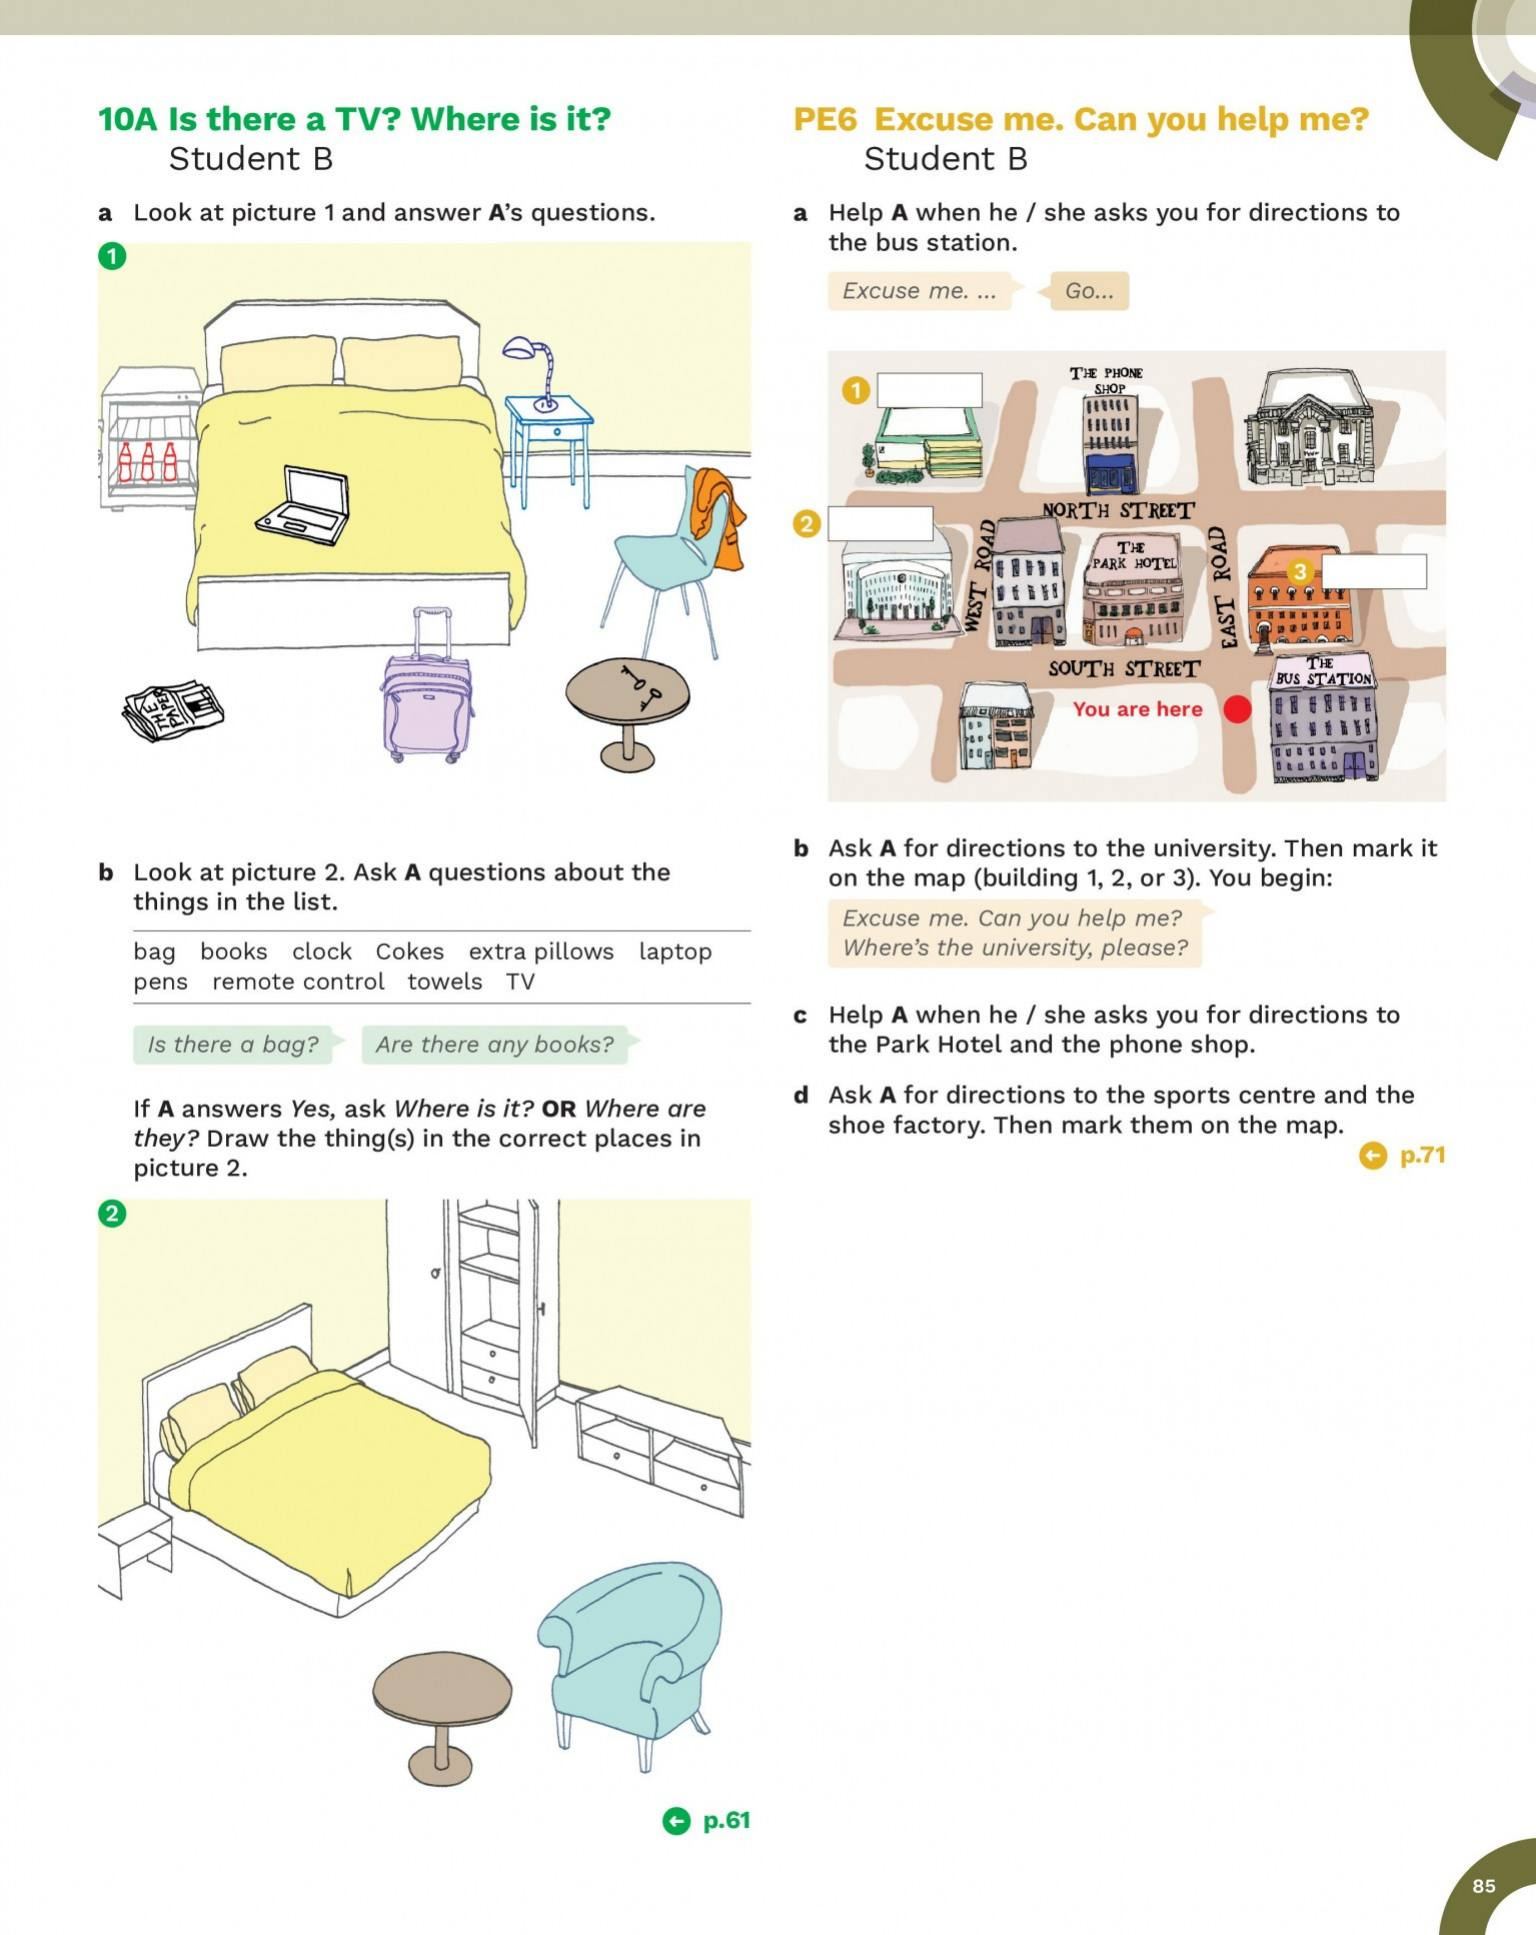 10A Is there a TV? Where is it?
Student B
a Look at picture 1 and answer A's questions.
1
THE
PAPER
b Look at picture 2. Ask A questions about the
things in the list.
bag books clock Cokes extra pillows laptop
pens remote control towels TV
Is there a bag? Are there any books?
If A answers Yes, ask Where is it? OR Where are
they? Draw the thing(s) in the correct places in
picture 2.
2
← p.61
PE6 Excuse me. Can you help me?
Student B
a Help A when he / she asks you for directions to
the bus station.
Excuse me. ... Go...
1
THE PHONE
SHOP
2
NORTH STREET
WEST ROAD
THE
PARK HOTEL
EAST ROAD
3
SOUTH STREET
THE
BUS STATION
You are here
b Ask A for directions to the university. Then mark it
on the map (building 1, 2, or 3). You begin:
Excuse me. Can you help me?
Where's the university, please?
c Help A when he / she asks you for directions to
the Park Hotel and the phone shop.
d Ask A for directions to the sports centre and the
shoe factory. Then mark them on the map.
← p.71
85